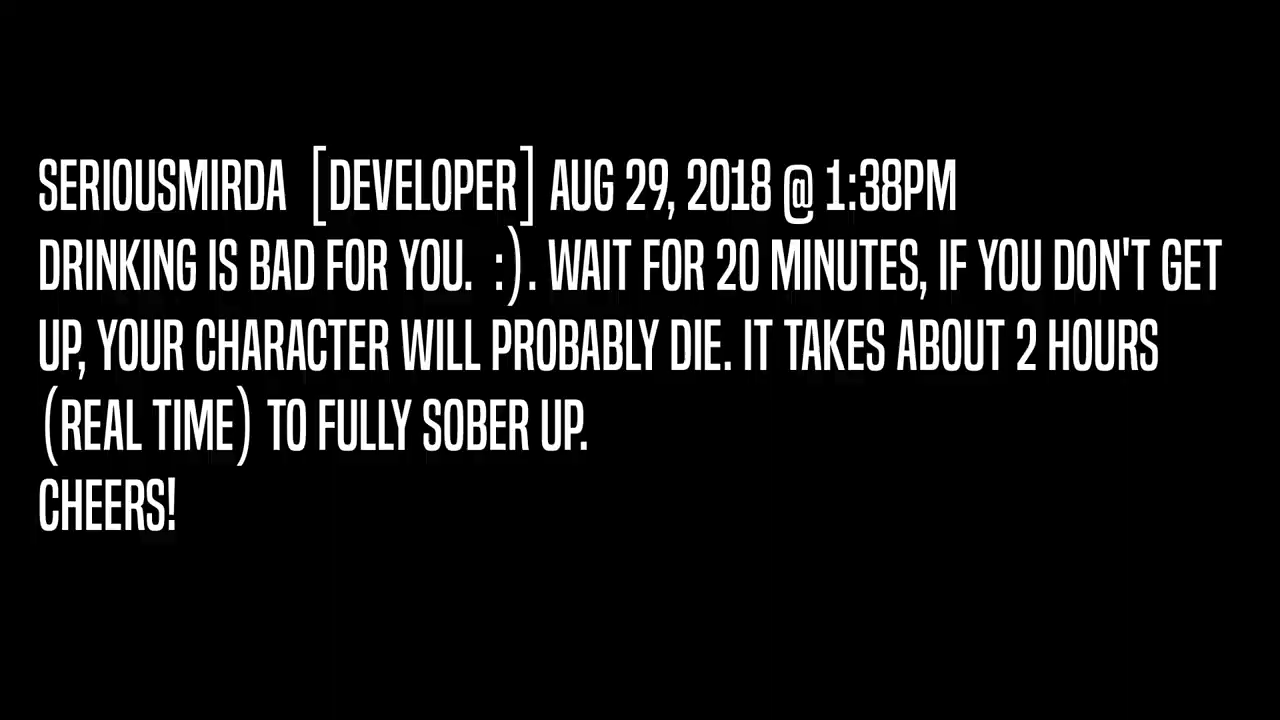 SERIOUSMIRDA [DEVELOPER] AUG 29, 2018 @ 1:38PM
DRINKING IS BAD FOR YOU. :). WAIT FOR 20 MINUTES, IF YOU DON'T GET
UP, YOUR CHARACTER WILL PROBABLY DIE. IT TAKES ABOUT 2 HOURS
(REAL TIME) TO FULLY SOBER UP.
CHEERS!